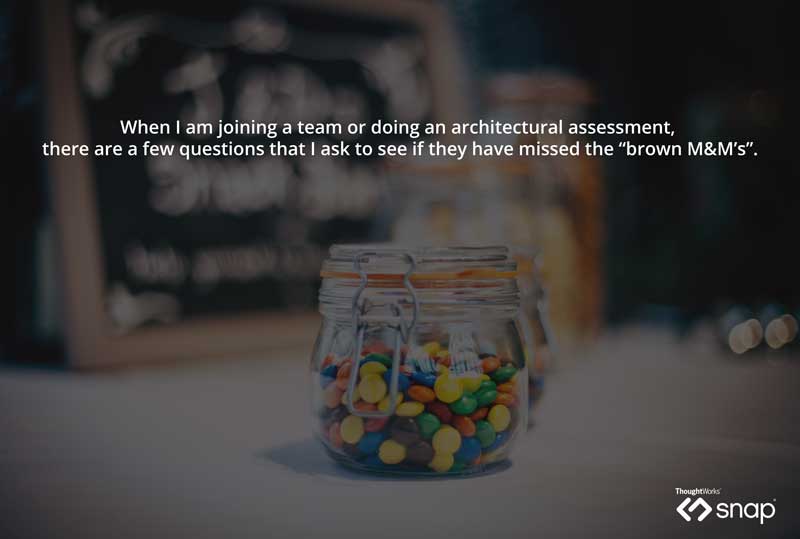 When I am joining a team or doing an architectural assessment,
there are a few questions that I ask to see if they have missed the “brown M&M’s”.
ThoughtWorks®
snap®